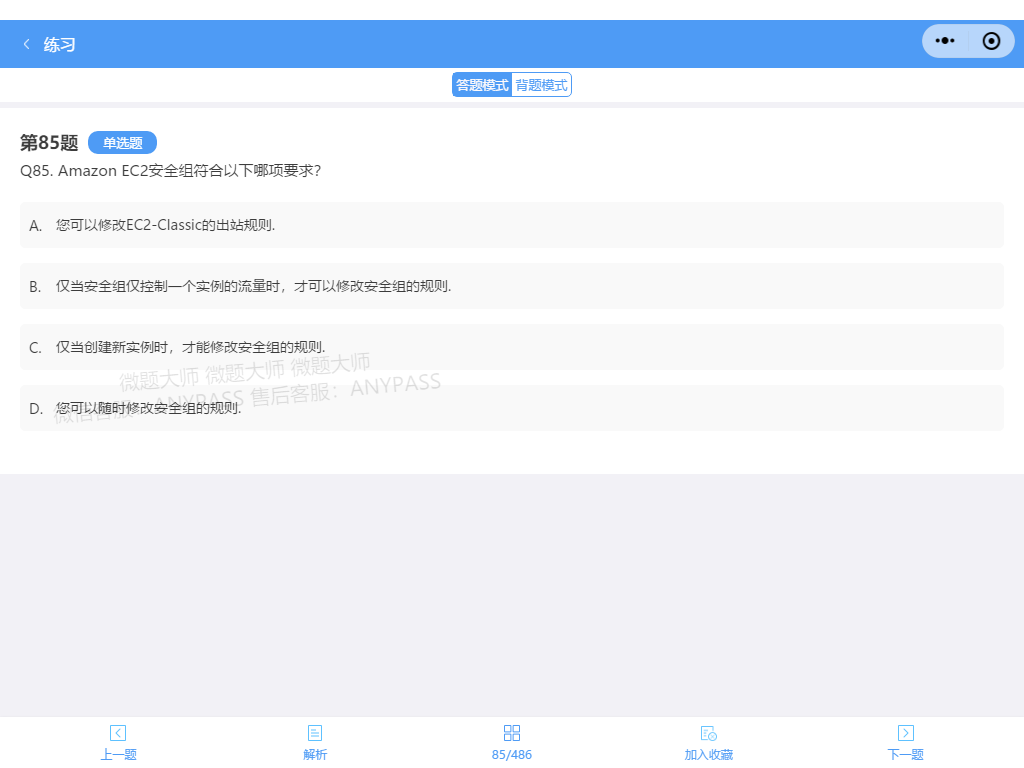 练习
答题模式 背题模式
第85题 单选题
Q85. Amazon EC2安全组符合以下哪项要求?
A. 您可以修改EC2-Classic的出站规则.
B. 仅当安全组仅控制一个实例的流量时，才可以修改安全组的规则.
C. 仅当创建新实例时，才能修改安全组的规则.
微题大师 微题大师 微题大师
D. 您可以随时修改安全组的规则.
微信客服：ANYPASS 售后客服：ANYPASS
上一题 解析 85/486 加入收藏 下一题